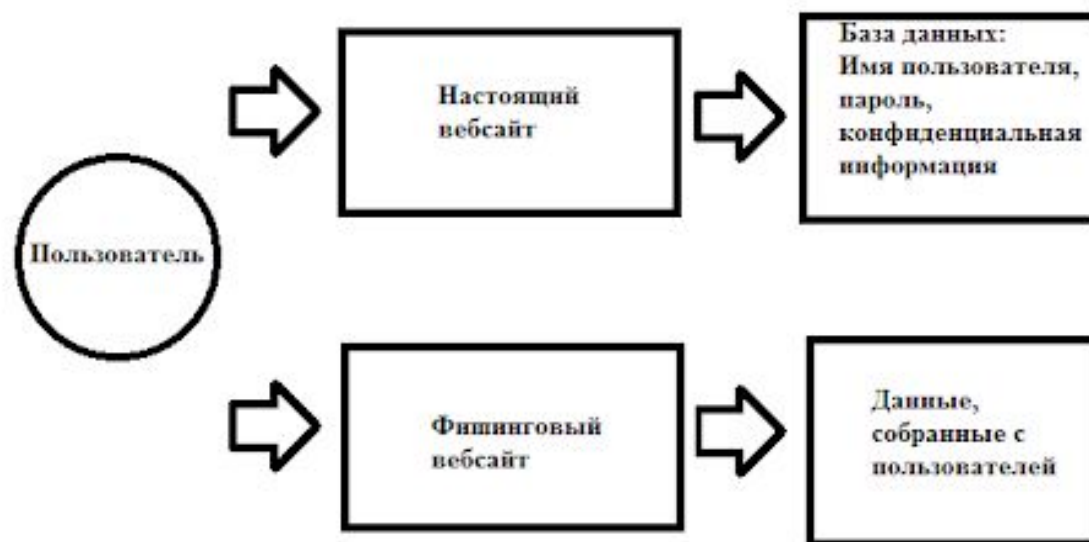 Пользователь
Настоящий
вебсайт
База данных:
Имя пользователя,
пароль,
конфиденциальная
информация
Фишинговый
вебсайт
Данные,
собранные с
пользователей